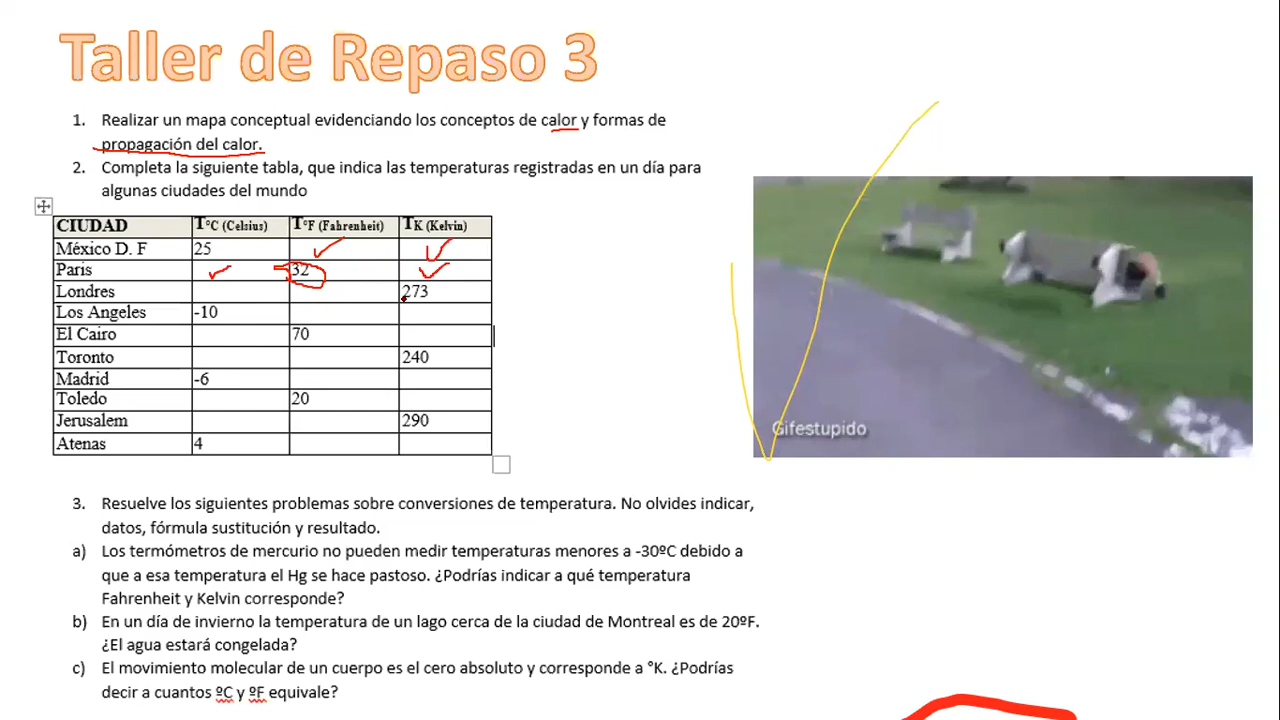 Taller de Repaso 3
1. Realizar un mapa conceptual evidenciando los conceptos de calor y formas de
propagación del calor.
2. Completa la siguiente tabla, que indica las temperaturas registradas en un día para
algunas ciudades del mundo
CIUDAD T°C (Celsius) T°F (Fahrenheit) TK (Kelvin)
México D. F 25
Paris 32
Londres 273
Los Angeles -10
El Cairo 70
Toronto 240
Madrid -6
Toledo 20
Jerusalem 290
Atenas 4
Gifestupido
3. Resuelve los siguientes problemas sobre conversiones de temperatura. No olvides indicar,
datos, fórmula sustitución y resultado.
a) Los termómetros de mercurio no pueden medir temperaturas menores a -30ºC debido a
que a esa temperatura el Hg se hace pastoso. ¿Podrías indicar a qué temperatura
Fahrenheit y Kelvin corresponde?
b) En un día de invierno la temperatura de un lago cerca de la ciudad de Montreal es de 20ºF.
¿El agua estará congelada?
c) El movimiento molecular de un cuerpo es el cero absoluto y corresponde a °K. ¿Podrías
decir a cuantos ºC y ºF equivale?